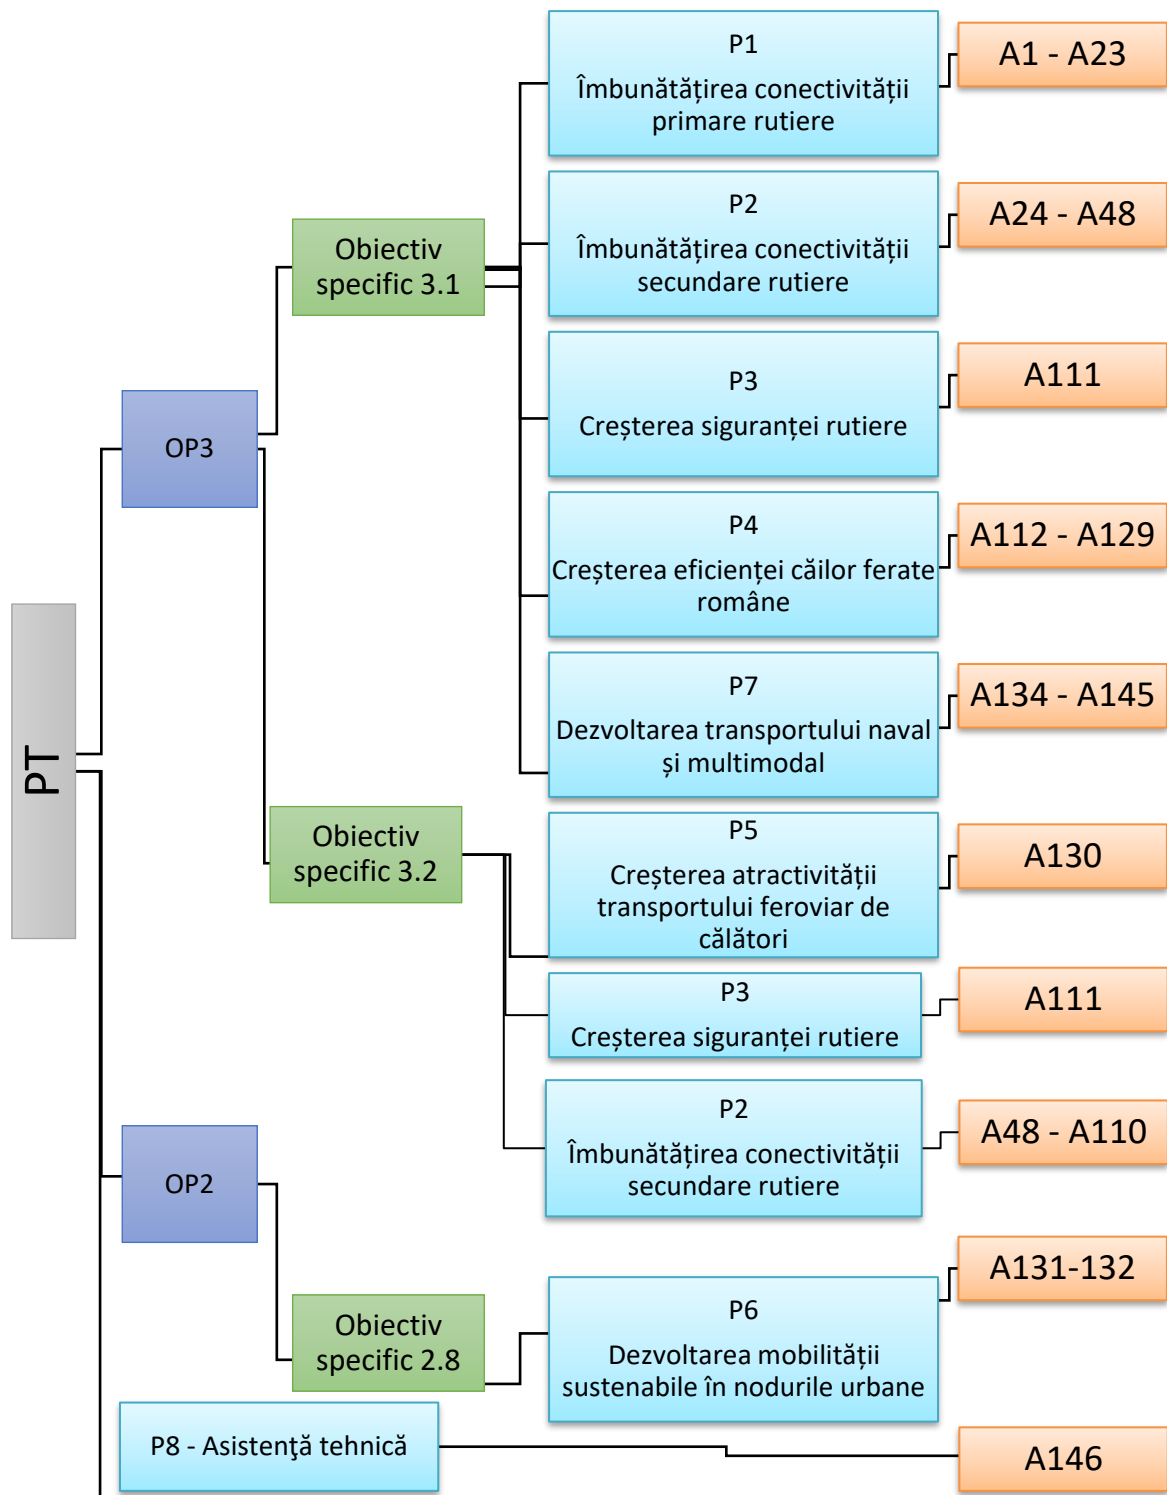 PT
OP3
Obiectiv
specific 3.1
P1
Îmbunătățirea conectivității
primare rutiere
A1 - A23
P2
Îmbunătățirea conectivității
secundare rutiere
A24 - A48
P3
Creșterea siguranței rutiere
A111
P4
Creșterea eficienței căilor ferate
române
A112 - A129
P7
Dezvoltarea transportului naval
și multimodal
A134 - A145
Obiectiv
specific 3.2
P5
Creșterea atractivității
transportului feroviar de
călători
A130
P3
Creșterea siguranței rutiere
A111
P2
Îmbunătățirea conectivității
secundare rutiere
A48 - A110
OP2
Obiectiv
specific 2.8
P6
Dezvoltarea mobilității
sustenabile în nodurile urbane
A131-132
P8 - Asistenţă tehnică
A146